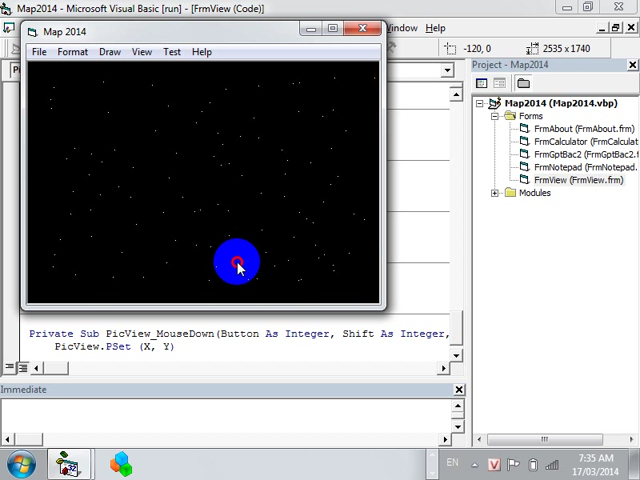 Map2014 - Microsoft Visual Basic [run] - [FrmView (Code)]
Map 2014
Window Help
File Format Draw View Test Help
-120, 0
2535 x 1740
Project - Map2014
Map2014 (Map2014.vbp)
Forms
FrmAbout (FrmAbout.frm)
FrmCalculator (FrmCalculat
FrmGptBac2 (FrmGptBac2.f
FrmNotepad (FrmNotepad.
FrmView (FrmView.frm)
Modules
Private Sub PicView_MouseDown(Button As Integer, Shift As Integer,
PicView.PSet (X, Y)
Immediate
EN
7:35 AM
17/03/2014